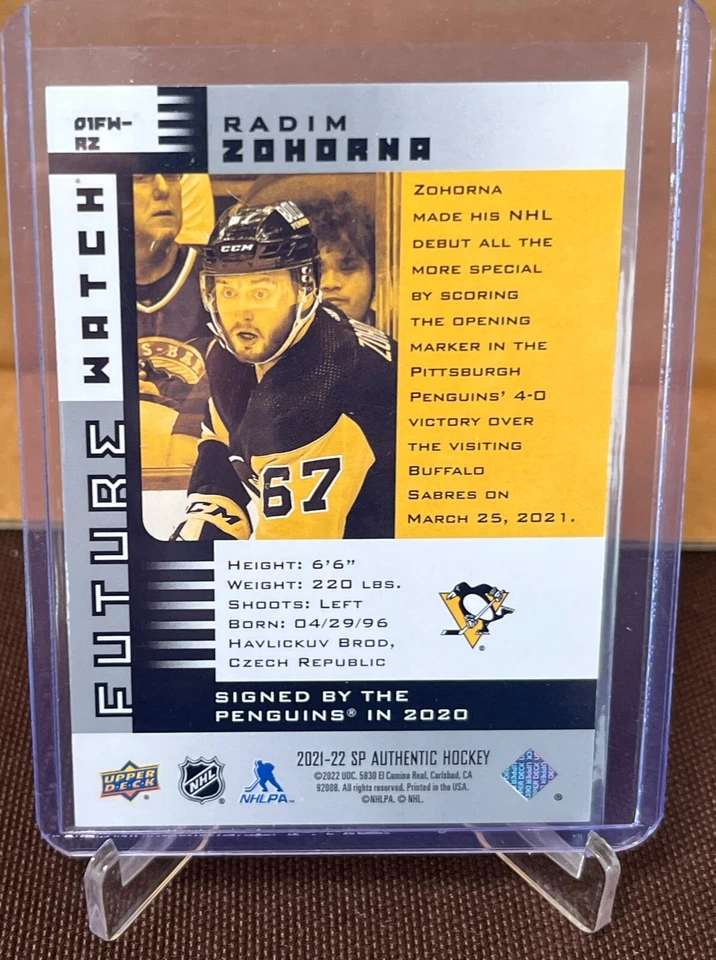 01FW-
RZ
RADIM
ZOHORNA
FUTURE WATCH
CCM
67
CCM
ZOHORNA
MADE HIS NHL
DEBUT ALL THE
MORE SPECIAL
BY SCORING
THE OPENING
MARKER IN THE
PITTSBURGH
PENGUINS' 4-0
VICTORY OVER
THE VISITING
BUFFALO
SABRES ON
MARCH 25, 2021.
HEIGHT: 6'6"
WEIGHT: 220 LBS.
SHOOTS: LEFT
BORN: 04/29/96
HAVLICKUV BROD,
CZECH REPUBLIC
SIGNED BY THE
PENGUINS® IN 2020
UPPER
DECK
NHL
NHLPA
2021-22 SP AUTHENTIC HOCKEY
©2022 UDC. 5830 El Camino Real, Carlsbad, CA
92008. All rights reserved. Printed in the USA.
©NHLPA. © NHL.